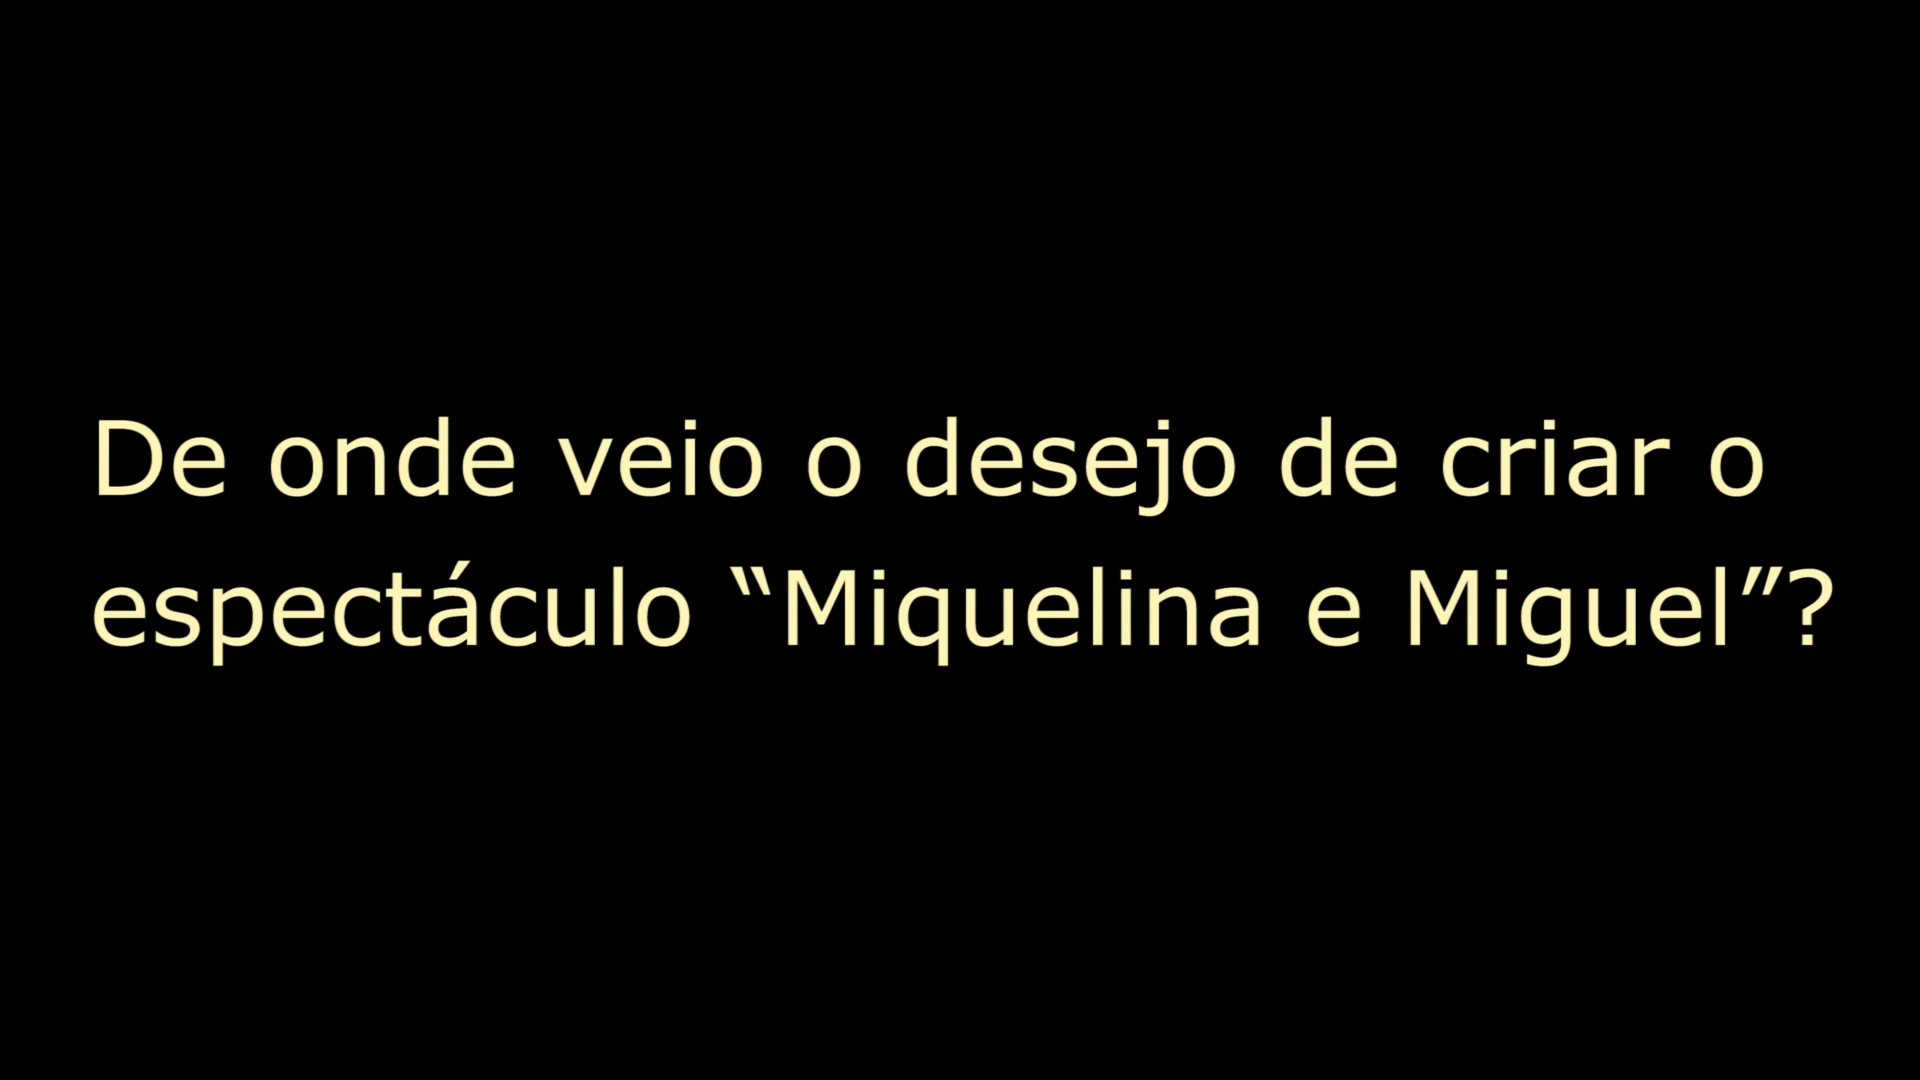 De onde veio o desejo de criar o
espectáculo “Miquelina e Miguel”?